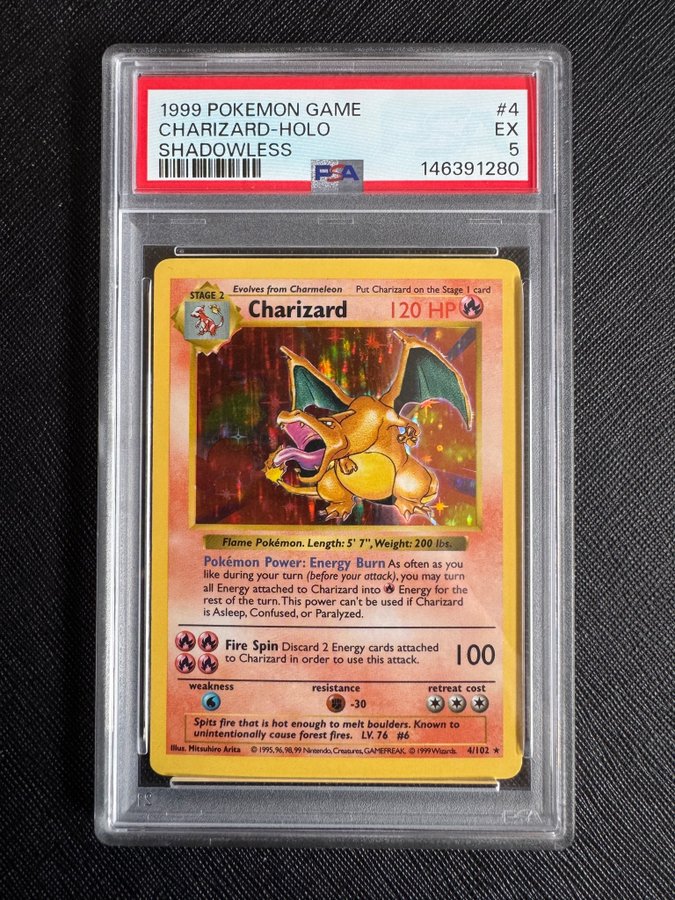 1999 POKEMON GAME #4
CHARIZARD-HOLO EX
SHADOWLESS 5
PSA 146391280
STAGE 2 Evolves from Charmeleon Put Charizard on the Stage 1 card
Charizard 120 HP
Flame Pokémon. Length: 5' 7", Weight: 200 lbs.
Pokémon Power: Energy Burn As often as you
like during your turn (before your attack), you may turn
all Energy attached to Charizard into Energy for the
rest of the turn. This power can't be used if Charizard
is Asleep, Confused, or Paralyzed.
Fire Spin Discard 2 Energy cards attached
to Charizard in order to use this attack. 100
weakness resistance retreat cost
-30
Spits fire that is hot enough to melt boulders. Known to
unintentionally cause forest fires. LV. 76 #6
Illus. Mitsuhiro Arita © 1995, 96, 98, 99 Nintendo, Creatures, GAMEFREAK. © 1999 Wizards. 4/102 ★
PSA